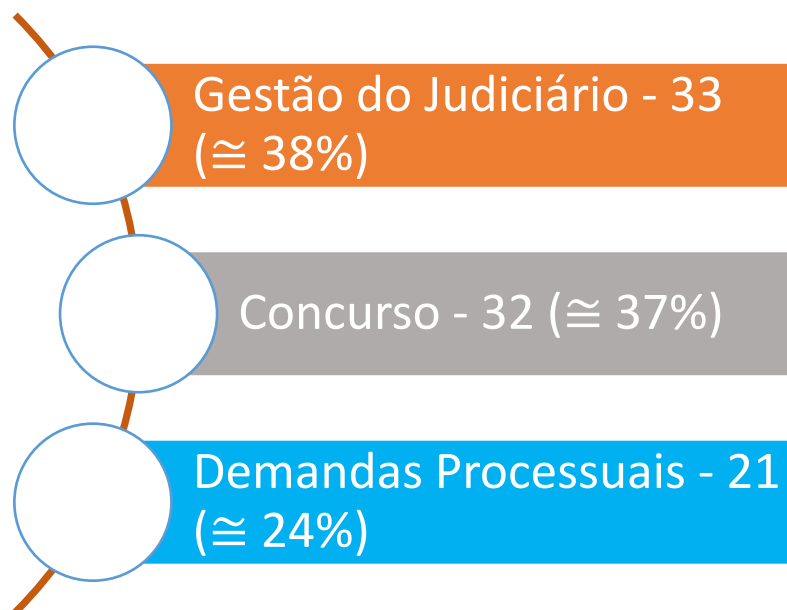 Gestão do Judiciário - 33
(≅ 38%)
Concurso - 32 (≅ 37%)
Demandas Processuais - 21
(≅ 24%)